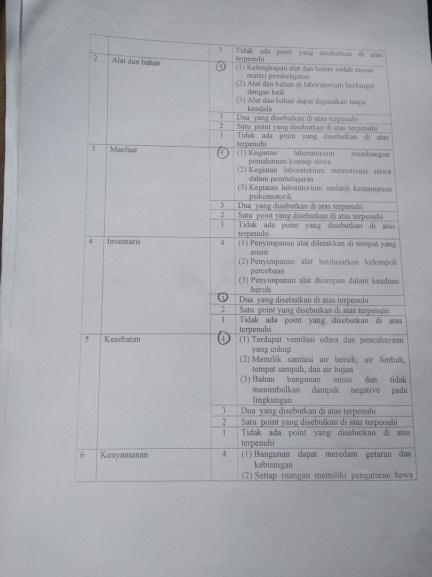 1 Tidak ada point yang disebutkan di atas
terpenuhi
2 Alat dan bahan 4 (1) Kelengkapan alat dan bahan sudah sesuai
materi pembelajaran
(2) Alat dan bahan di laboratorium berfungsi
dengan baik
(3) Alat dan bahan dapat digunakan tanpa
kendala
3 Dua yang disebutkan di atas terpenuhi
2 Satu point yang disebutkan di atas terpenuhi
1 Tidak ada point yang disebutkan di atas
terpenuhi
3 Manfaat 4 (1) Kegiatan laboratorium membangun
pemahaman konsep siswa
(2) Kegiatan laboratorium memotivasi siswa
dalam pembelajaran
(3) Kegiatan laboratorium melatih kemampuan
psikomotorik
3 Dua yang disebutkan di atas terpenuhi
2 Satu point yang disebutkan di atas terpenuhi
1 Tidak ada point yang disebutkan di atas
terpenuhi
4 Inventaris 4 (1) Penyimpanan alat diletakkan di tempat yang
aman
(2) Penyimpanan alat berdasarkan kelompok
percobaan
(3) Penyimpanan alat disimpan dalam keadaan
bersih
3 Dua yang disebutkan di atas terpenuhi
2 Satu point yang disebutkan di atas terpenuhi
1 Tidak ada point yang disebutkan di atas
terpenuhi
5 Kesehatan 4 (1) Terdapat ventilasi udara dan pencahayaan
yang cukup
(2) Memilik sanitasi air bersih, air limbah,
tempat sampah, dan air hujan
(3) Bahan bangunan aman dan tidak
menimbulkan dampak negative pada
lingkungan
3 Dua yang disebutkan di atas terpenuhi
2 Satu point yang disebutkan di atas terpenuhi
1 Tidak ada point yang disebutkan di atas
terpenuhi
6 Kenyamanan 4 (1) Bangunan dapat meredam getaran dan
kebisingan
(2) Setiap ruangan memiliki pengaturan hawa